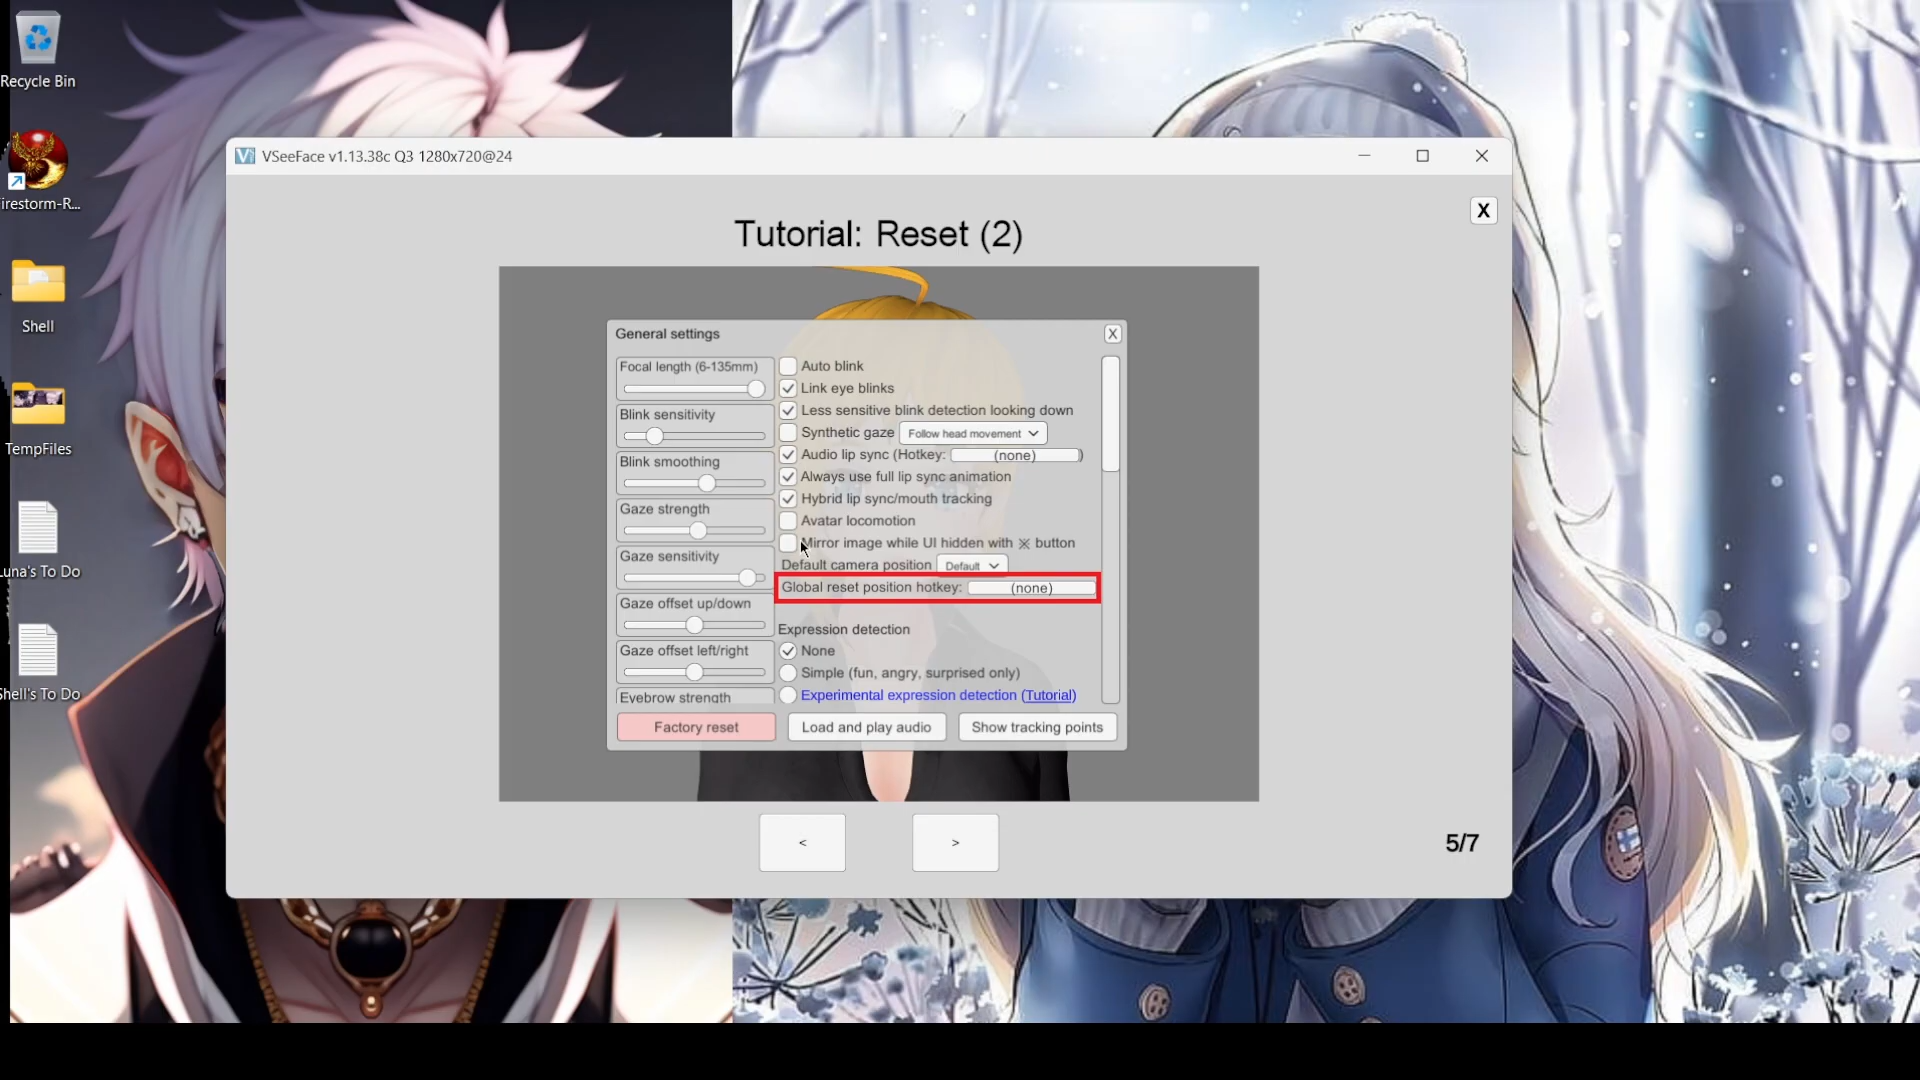 Recycle Bin
irestorm-R...
Shell
TempFiles
Luna's To Do
Shell's To Do
VSeeFace v1.13.38c Q3 1280x720@24
X
Tutorial: Reset (2)
General settings
X
Focal length (6-135mm)
Blink sensitivity
Blink smoothing
Gaze strength
Gaze sensitivity
Gaze offset up/down
Gaze offset left/right
Eyebrow strength
Auto blink
Link eye blinks
Less sensitive blink detection looking down
Synthetic gaze Follow head movement
Audio lip sync (Hotkey: (none) )
Always use full lip sync animation
Hybrid lip sync/mouth tracking
Avatar locomotion
Mirror image while UI hidden with ※ button
Default camera position Default
Global reset position hotkey: (none)
Expression detection
None
Simple (fun, angry, surprised only)
Experimental expression detection (Tutorial)
Factory reset
Load and play audio
Show tracking points
<
>
5/7